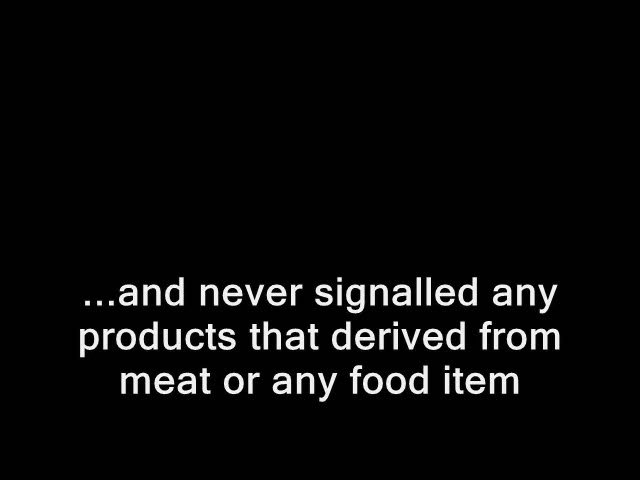 ...and never signalled any
products that derived from
meat or any food item